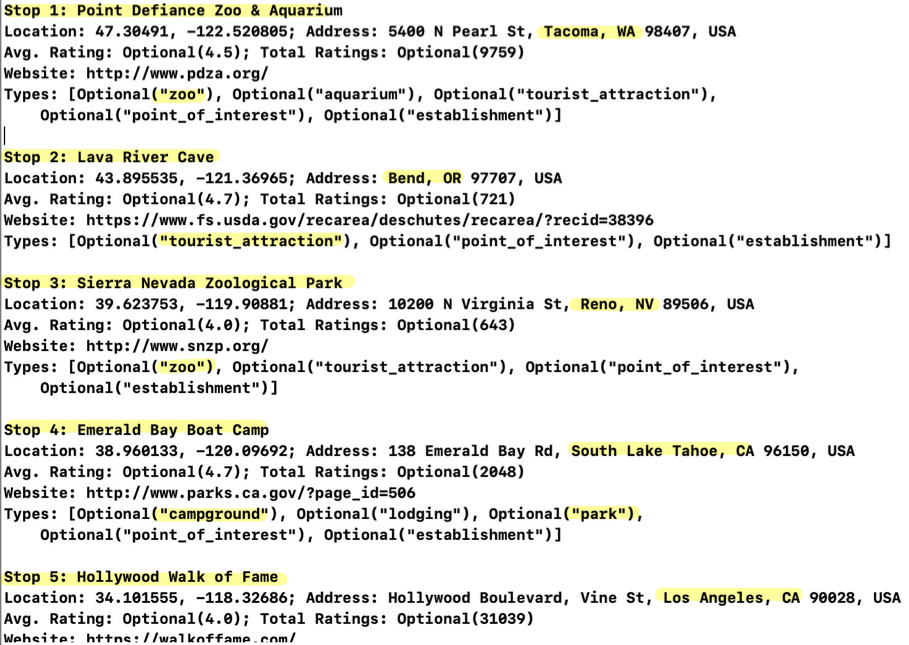 Stop 1: Point Defiance Zoo & Aquarium
Location: 47.30491, -122.520805; Address: 5400 N Pearl St, Tacoma, WA 98407, USA
Avg. Rating: Optional(4.5); Total Ratings: Optional(9759)
Website: http://www.pdza.org/
Types: [Optional("zoo"), Optional("aquarium"), Optional("tourist_attraction"),
Optional("point_of_interest"), Optional("establishment")]
Stop 2: Lava River Cave
Location: 43.895535, -121.36965; Address: Bend, OR 97707, USA
Avg. Rating: Optional(4.7); Total Ratings: Optional(721)
Website: https://www.fs.usda.gov/recarea/deschutes/recarea/?recid=38396
Types: [Optional("tourist_attraction"), Optional("point_of_interest"), Optional("establishment")]
Stop 3: Sierra Nevada Zoological Park
Location: 39.623753, -119.90881; Address: 10200 N Virginia St, Reno, NV 89506, USA
Avg. Rating: Optional(4.0); Total Ratings: Optional(643)
Website: http://www.snzp.org/
Types: [Optional("zoo"), Optional("tourist_attraction"), Optional("point_of_interest"),
Optional("establishment")]
Stop 4: Emerald Bay Boat Camp
Location: 38.960133, -120.09692; Address: 138 Emerald Bay Rd, South Lake Tahoe, CA 96150, USA
Avg. Rating: Optional(4.7); Total Ratings: Optional(2048)
Website: http://www.parks.ca.gov/?page_id=506
Types: [Optional("campground"), Optional("lodging"), Optional("park"),
Optional("point_of_interest"), Optional("establishment")]
Stop 5: Hollywood Walk of Fame
Location: 34.101555, -118.32686; Address: Hollywood Boulevard, Vine St, Los Angeles, CA 90028, USA
Avg. Rating: Optional(4.0); Total Ratings: Optional(31039)
Website: https://walkoffame.com/